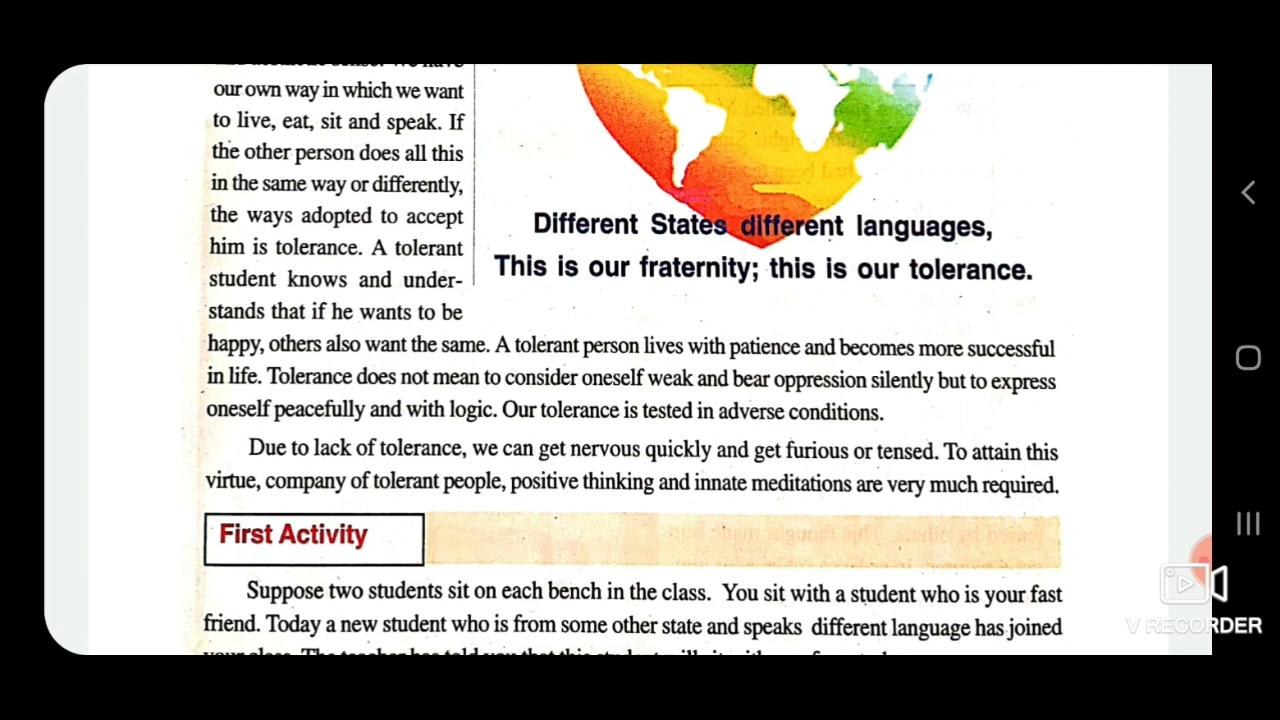 our own way in which we want
to live, eat, sit and speak. If
the other person does all this
in the same way or differently,
the ways adopted to accept
him is tolerance. A tolerant
student knows and under-
stands that if he wants to be
happy, others also want the same. A tolerant person lives with patience and becomes more successful
in life. Tolerance does not mean to consider oneself weak and bear oppression silently but to express
oneself peacefully and with logic. Our tolerance is tested in adverse conditions.
Different States different languages,
This is our fraternity; this is our tolerance.
Due to lack of tolerance, we can get nervous quickly and get furious or tensed. To attain this
virtue, company of tolerant people, positive thinking and innate meditations are very much required.
First Activity
Suppose two students sit on each bench in the class. You sit with a student who is your fast
friend. Today a new student who is from some other state and speaks different language has joined
V RECORDER